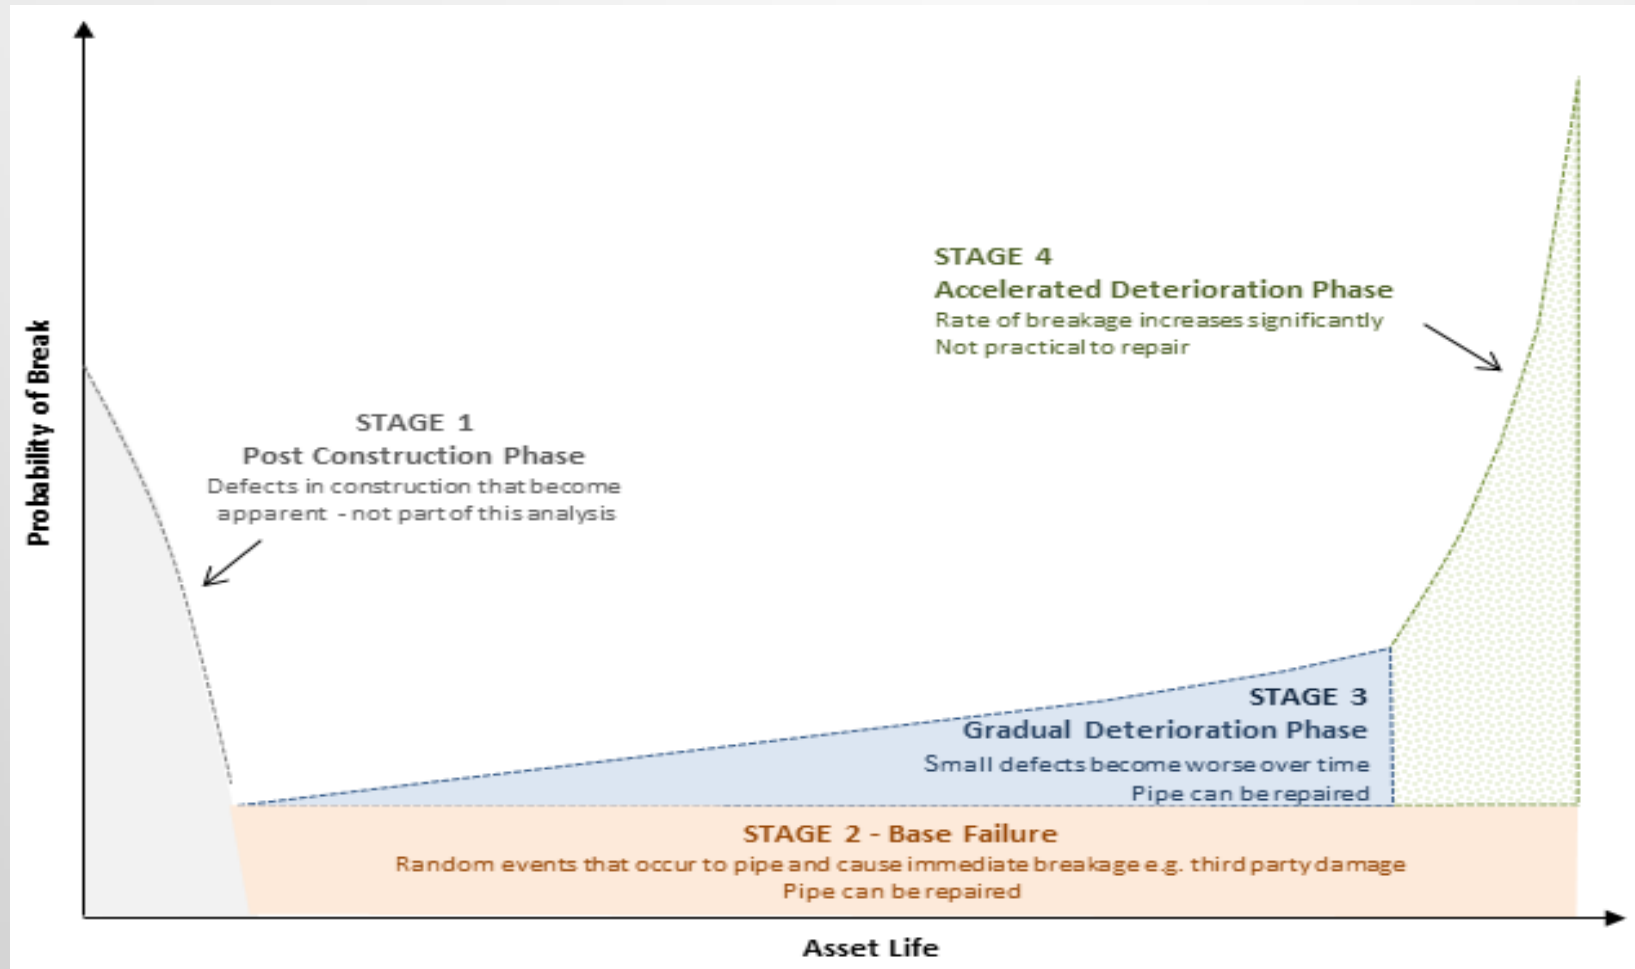 Probability of Break
STAGE 1
Post Construction Phase
Defects in construction that become
apparent - not part of this analysis
STAGE 4
Accelerated Deterioration Phase
Rate of breakage increases significantly
Not practical to repair
STAGE 3
Gradual Deterioration Phase
Small defects become worse over time
Pipe can be repaired
STAGE 2 - Base Failure
Random events that occur to pipe and cause immediate breakage e.g. third party damage
Pipe can be repaired
Asset Life